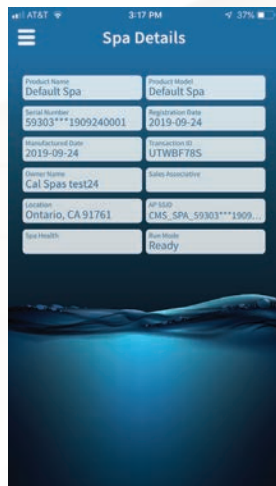 AT&T 3:17 PM 37%
Spa Details
Product Name Product Model
Default Spa Default Spa
Serial Number Registration Date
59303***1909240001 2019-09-24
Manufactured Date Transaction ID
2019-09-24 UTWBF78S
Owner Name Sales Associative
Cal Spas test24
Location AP SSID
Ontario, CA 91761 CMS_SPA_59303***1909...
Spa Health Run Mode
Ready